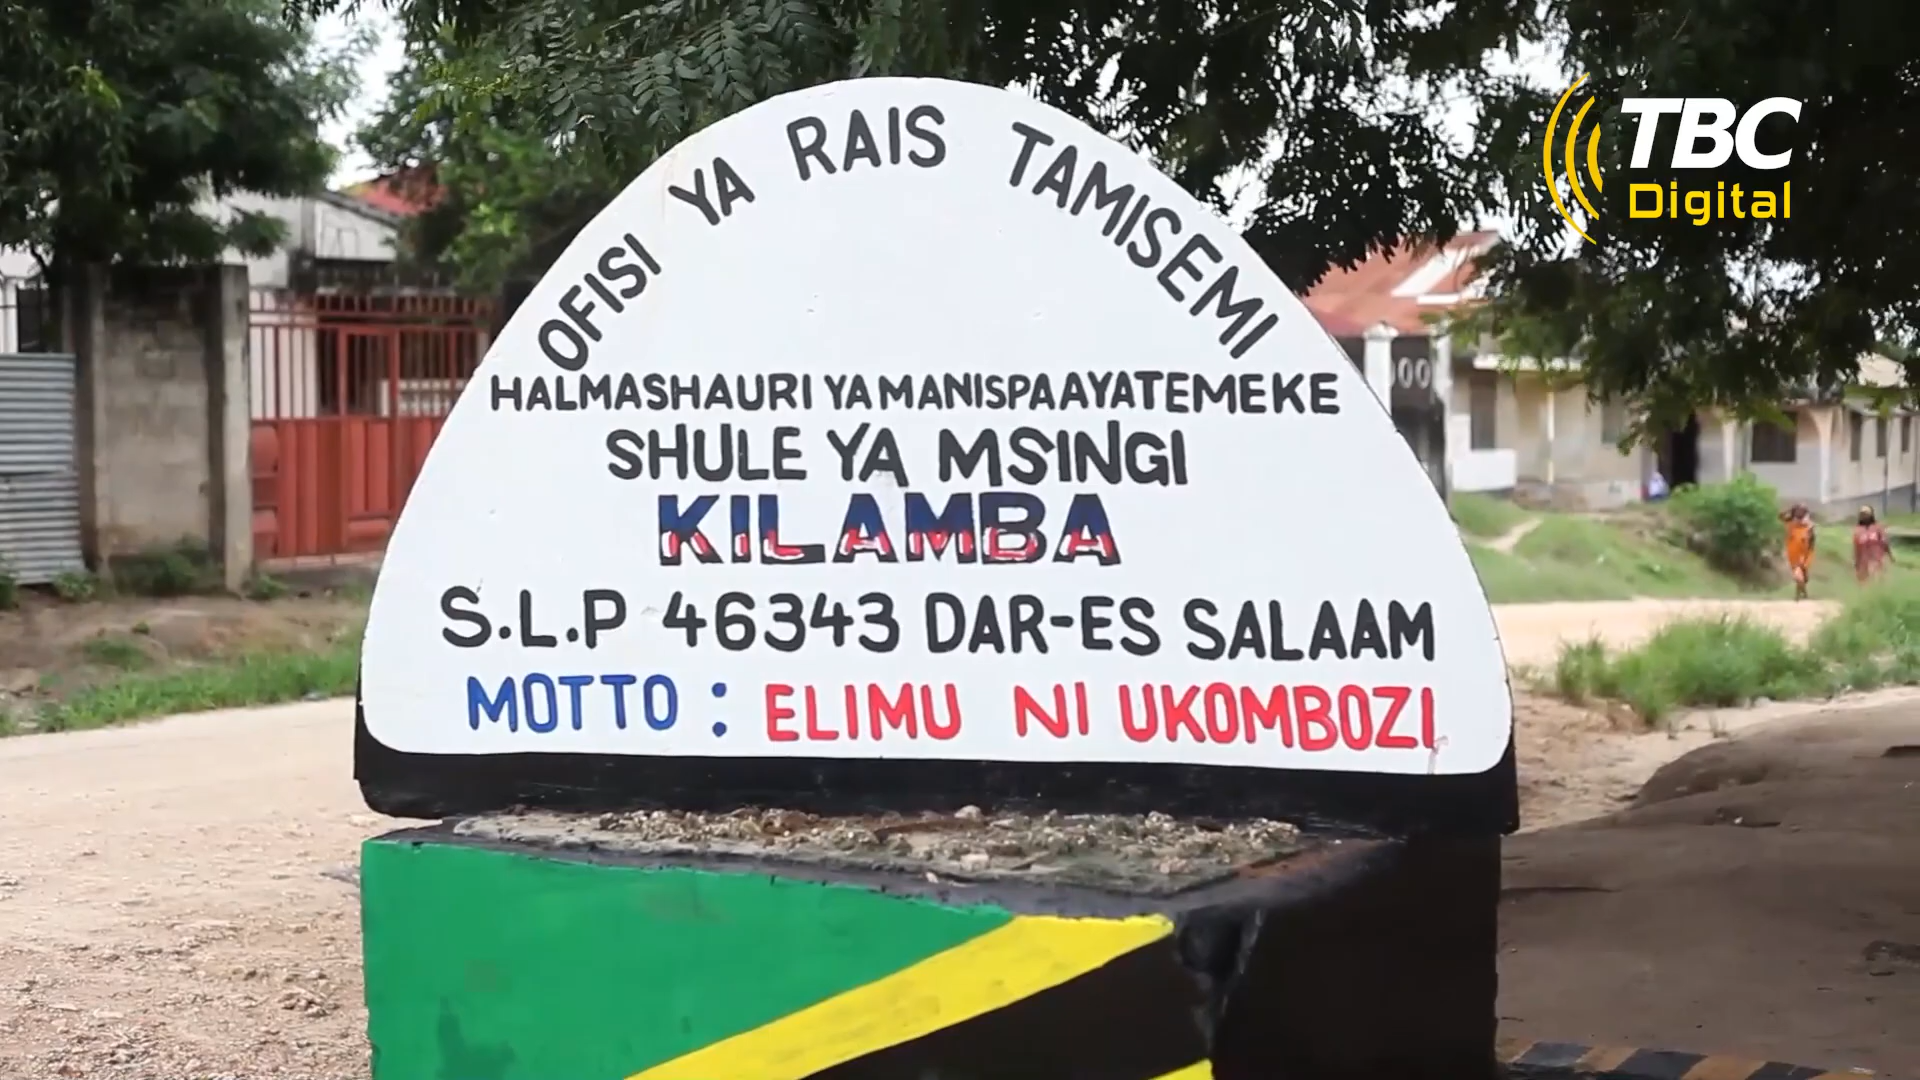 OFISI YA RAIS TAMISEMI
HALMASHAURI YA MANISPAA YA TEMEKE
SHULE YA MSINGI
KILAMBA
S.L.P 46343 DAR-ES SALAAM
MOTTO : ELIMU NI UKOMBOZI
TBC
Digital